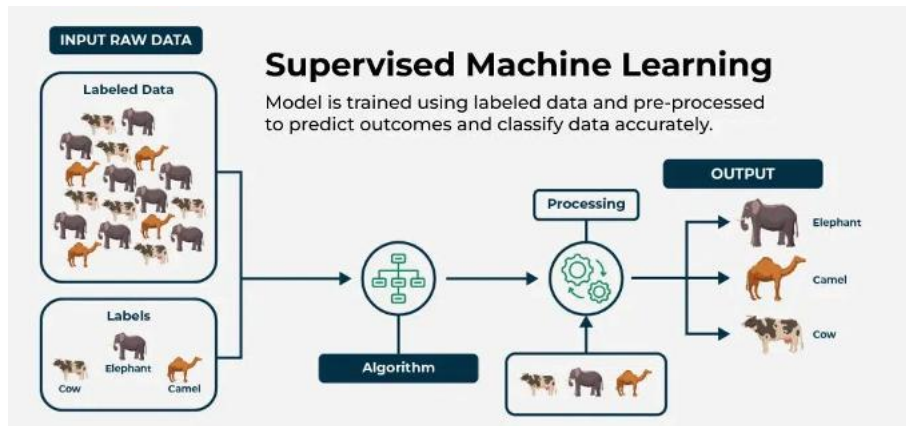 INPUT RAW DATA
Labeled Data
Supervised Machine Learning
Model is trained using labeled data and pre-processed
to predict outcomes and classify data accurately.
OUTPUT
Processing
Elephant
Camel
Cow
Labels
Elephant
Cow
Camel
Algorithm